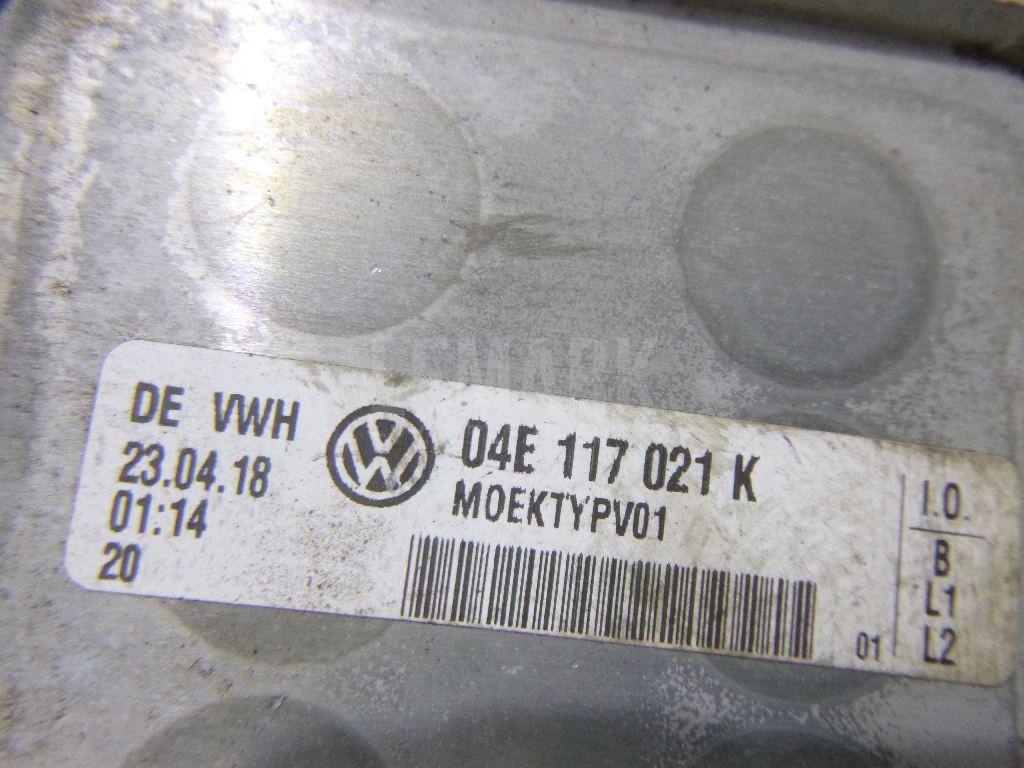 DE VWH
23.04.18
01:14
20
04E 117 021 K
MOEKTYPV01
01
I.O.
B
L1
L2